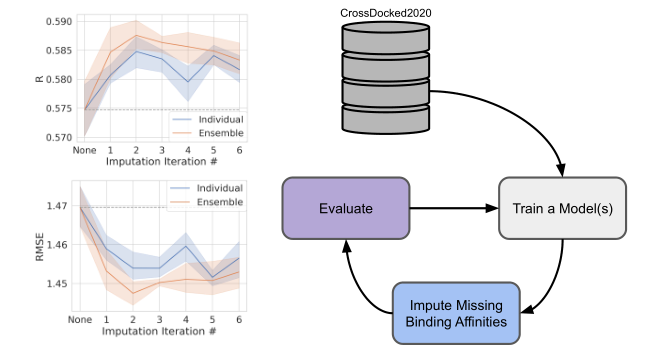 0.590
0.585
0.580
0.575
0.570
R
Individual
Ensemble
None 1 2 3 4 5 6
Imputation Iteration #
1.47
1.46
1.45
RMSE
Individual
Ensemble
None 1 2 3 4 5 6
Imputation Iteration #
CrossDocked2020
Evaluate
Train a Model(s)
Impute Missing
Binding Affinities